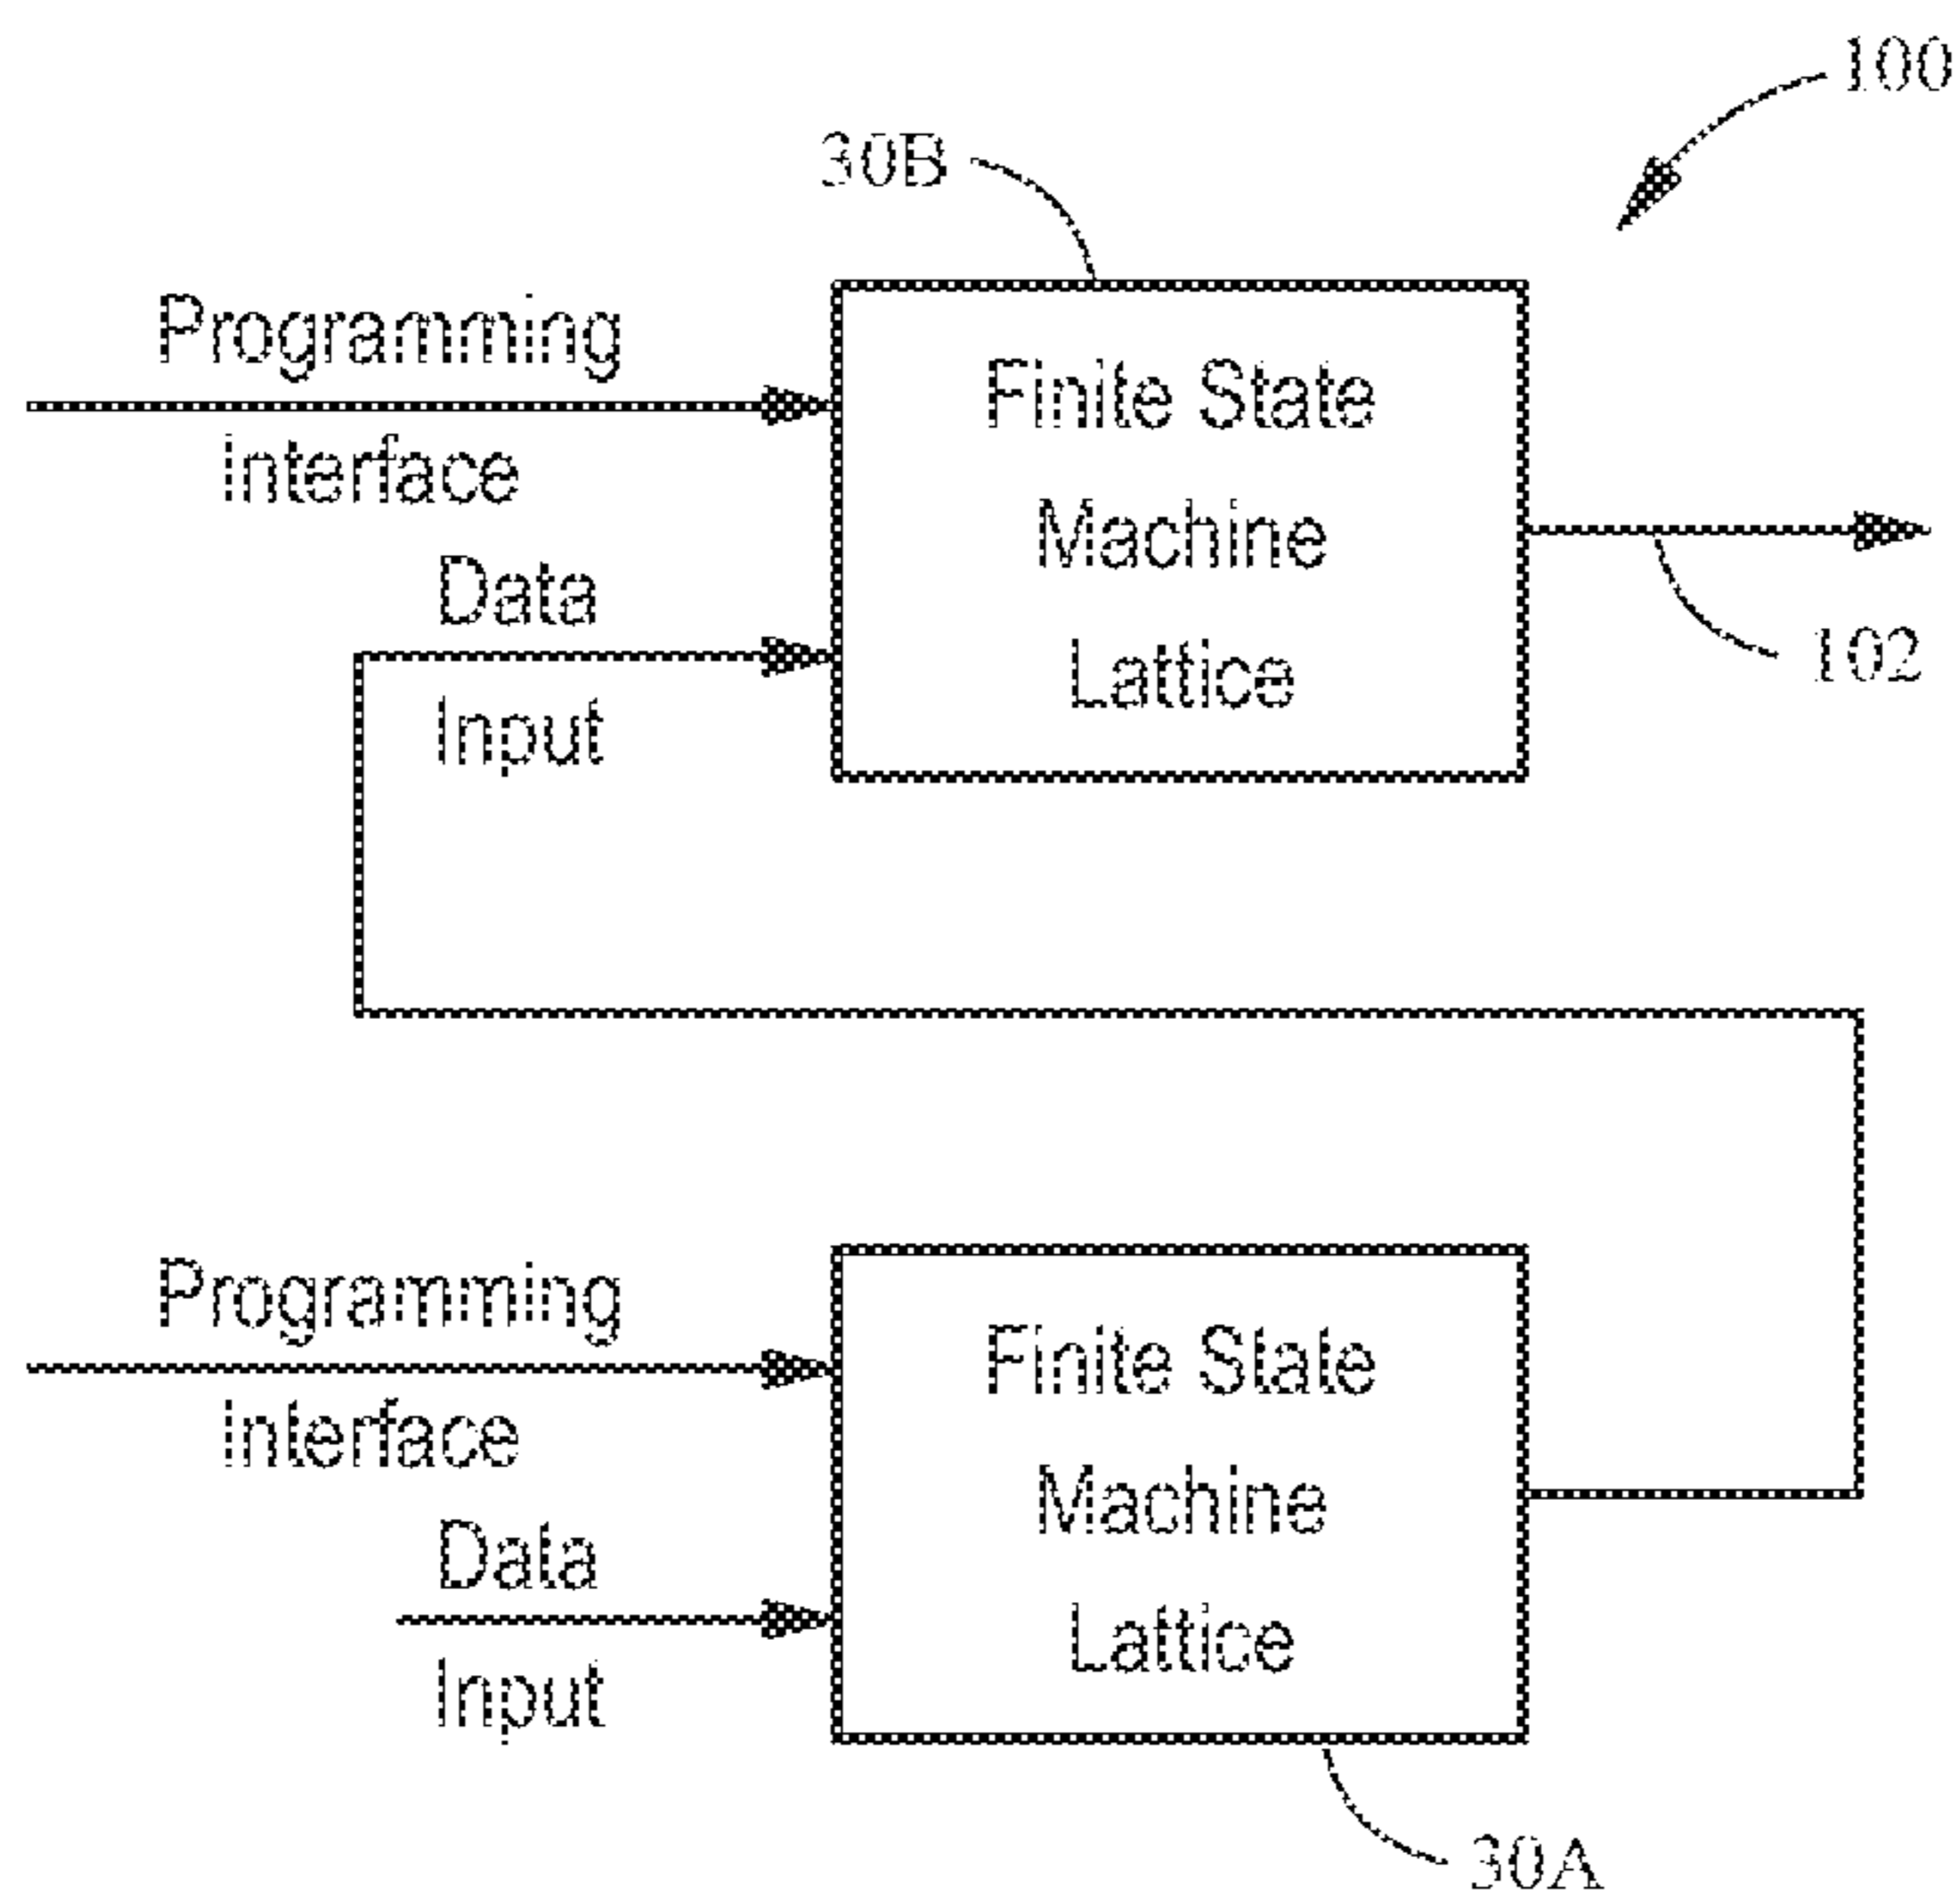 100
30B
Programming
Interface
Data
Input
Finite State
Machine
Lattice
102
Programming
Interface
Data
Input
Finite State
Machine
Lattice
30A